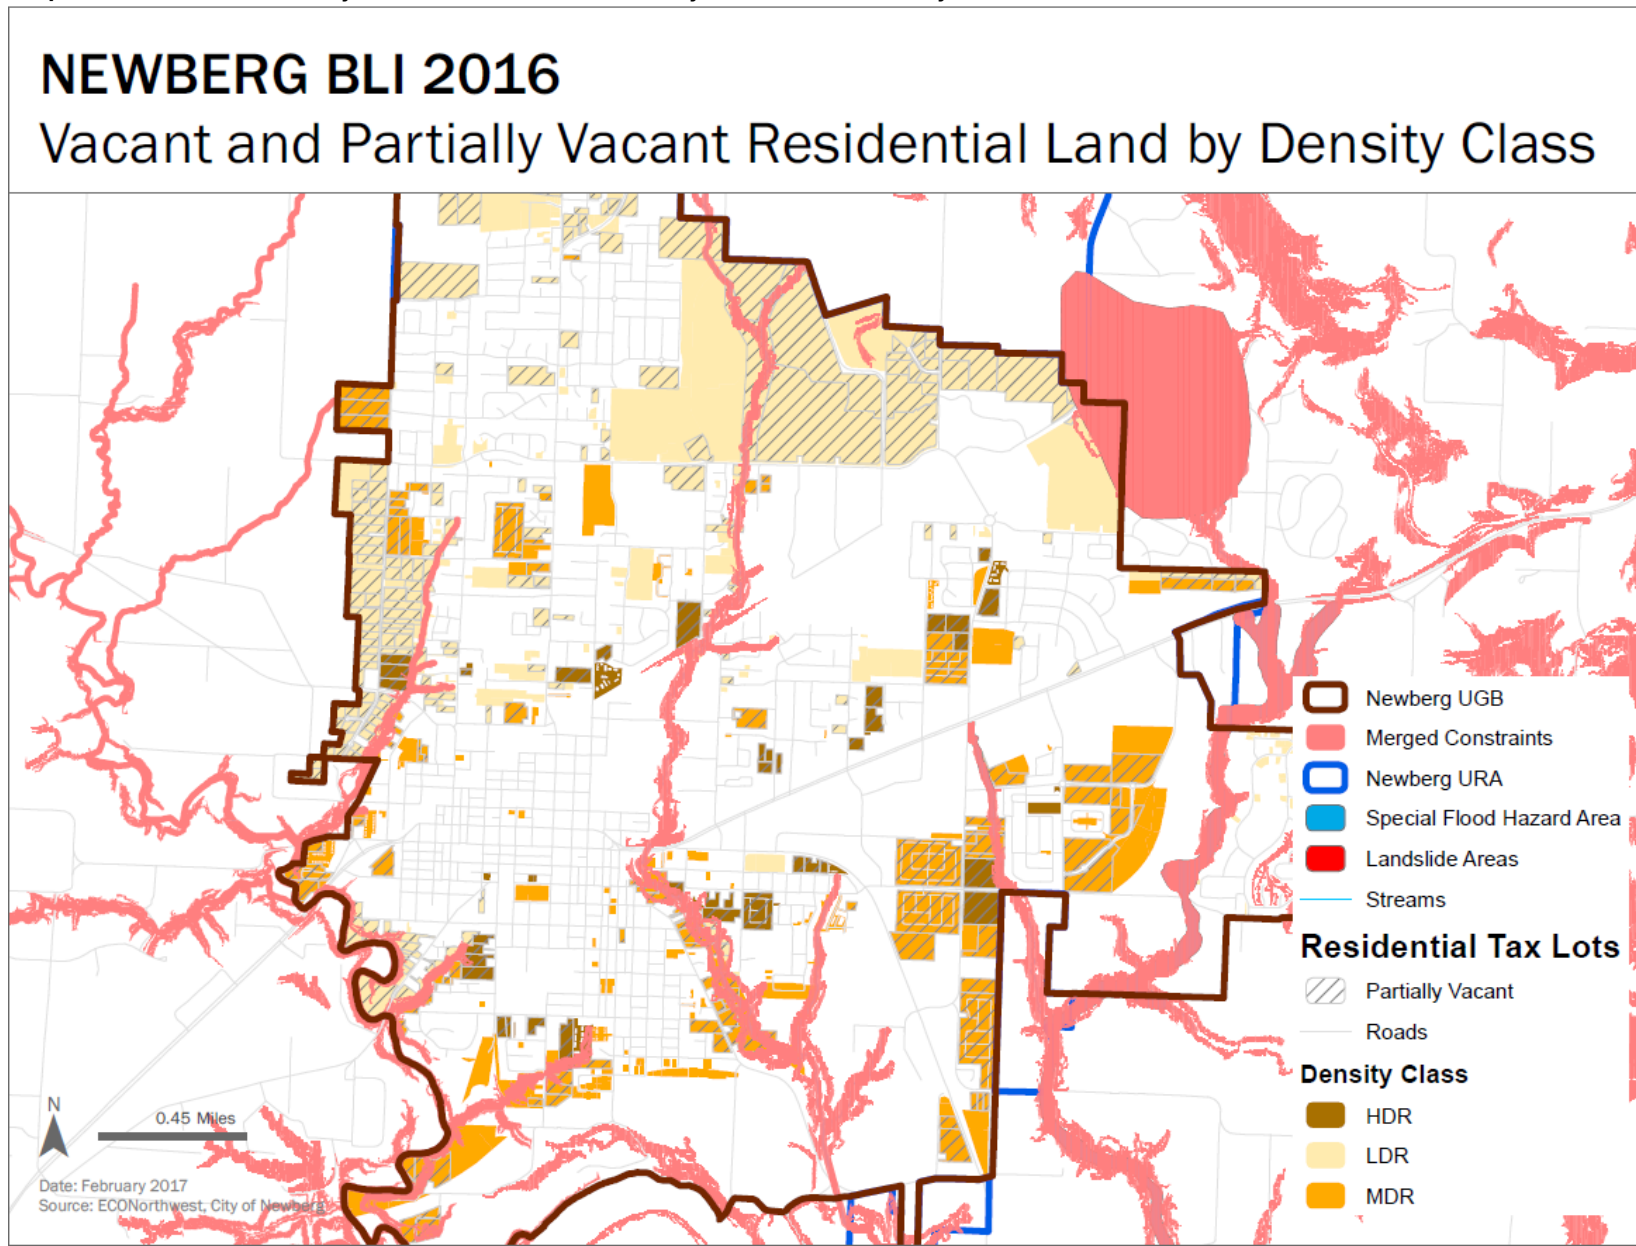 NEWBERG BLI 2016
Vacant and Partially Vacant Residential Land by Density Class
Newberg UGB
Merged Constraints
Newberg URA
Special Flood Hazard Area
Landslide Areas
Streams
Residential Tax Lots
Partially Vacant
Roads
Density Class
HDR
LDR
MDR
N
0.45 Miles
Date: February 2017
Source: ECONorthwest, City of Newberg